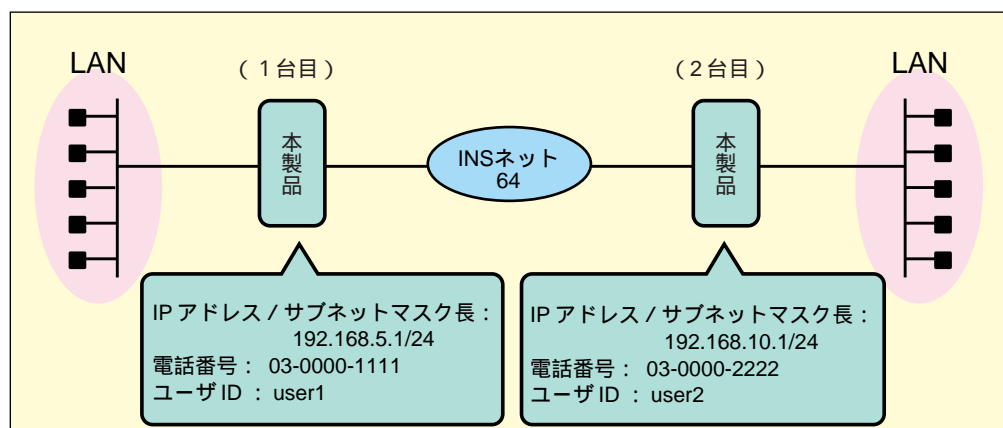 LAN
(1台目)
(2台目)
LAN
本製品
INSネット
64
本製品
IP アドレス / サブネットマスク長:
192.168.5.1/24
電話番号: 03-0000-1111
ユーザ ID : user1
IP アドレス / サブネットマスク長:
192.168.10.1/24
電話番号: 03-0000-2222
ユーザ ID : user2